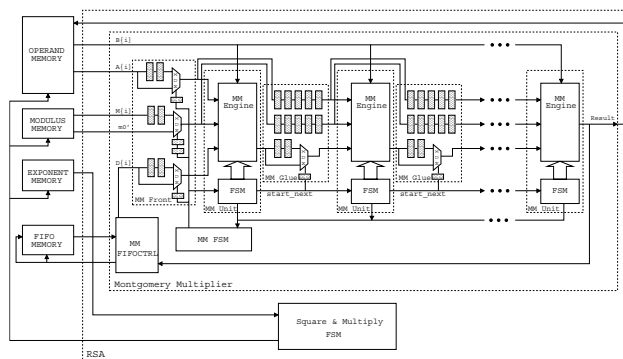 OPERAND
MEMORY
B[i]
A[i]
MM
Engine
MM
Engine
MM
Engine
MODULUS
MEMORY
M[i]
m0'
Result
D[i]
EXPONENT
MEMORY
MM Front
MM Glue
MM Glue
FSM
FSM
FSM
start_next
start_next
MM Unit
MM Unit
MM Unit
FIFO
MEMORY
MM
FIFOCTRL
MM FSM
Montgomery Multiplier
Square & Multiply
FSM
RSA